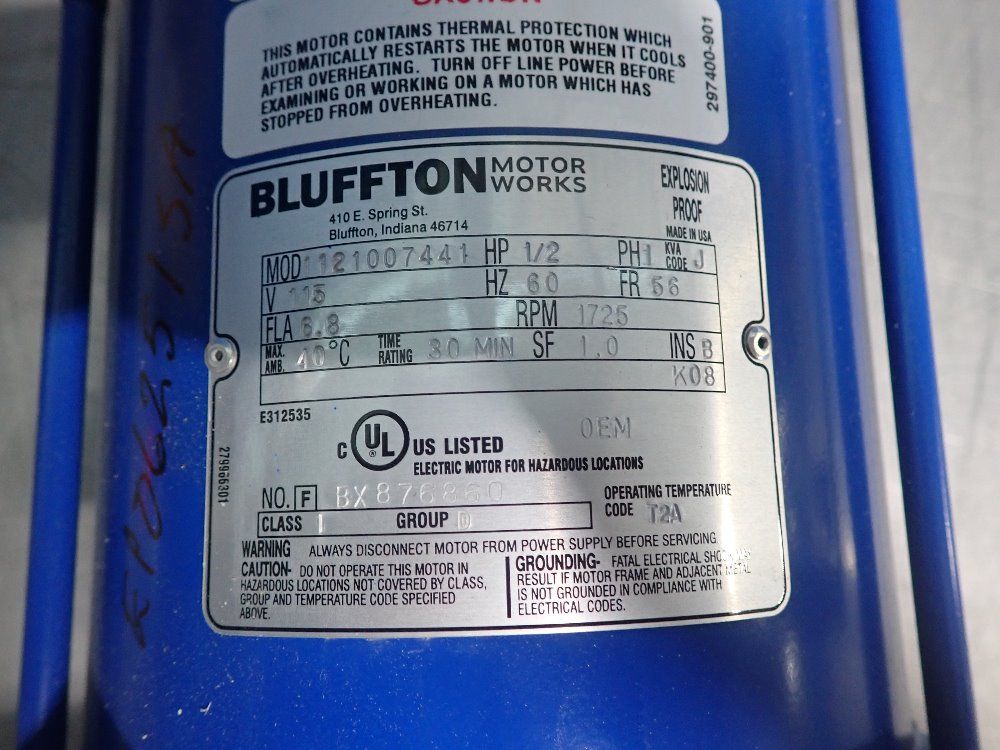 CAUTION
THIS MOTOR CONTAINS THERMAL PROTECTION WHICH
AUTOMATICALLY RESTARTS THE MOTOR WHEN IT COOLS
AFTER OVERHEATING. TURN OFF LINE POWER BEFORE
EXAMINING OR WORKING ON A MOTOR WHICH HAS
STOPPED FROM OVERHEATING.
297400-901
BLUFFTON MOTOR WORKS
410 E. Spring St.
Bluffton, Indiana 46714
EXPLOSION
PROOF
MADE IN USA
MOD 1121007441 HP 1/2 PH 1 KVA CODE J
V 115 HZ 60 FR 56
FLA 6.8 RPM 1725
MAX. AMB. 40°C TIME RATING 30 MIN SF 1.0 INS B
K08
E312535
C UL US LISTED OEM
ELECTRIC MOTOR FOR HAZARDOUS LOCATIONS
279966301
NO. F BX876860
OPERATING TEMPERATURE
CODE T2A
CLASS I GROUP D
WARNING ALWAYS DISCONNECT MOTOR FROM POWER SUPPLY BEFORE SERVICING.
CAUTION- DO NOT OPERATE THIS MOTOR IN
HAZARDOUS LOCATIONS NOT COVERED BY CLASS,
GROUP AND TEMPERATURE CODE SPECIFIED
ABOVE.
GROUNDING- FATAL ELECTRICAL SHOCK MAY
RESULT IF MOTOR FRAME AND ADJACENT METAL
IS NOT GROUNDED IN COMPLIANCE WITH
ELECTRICAL CODES.